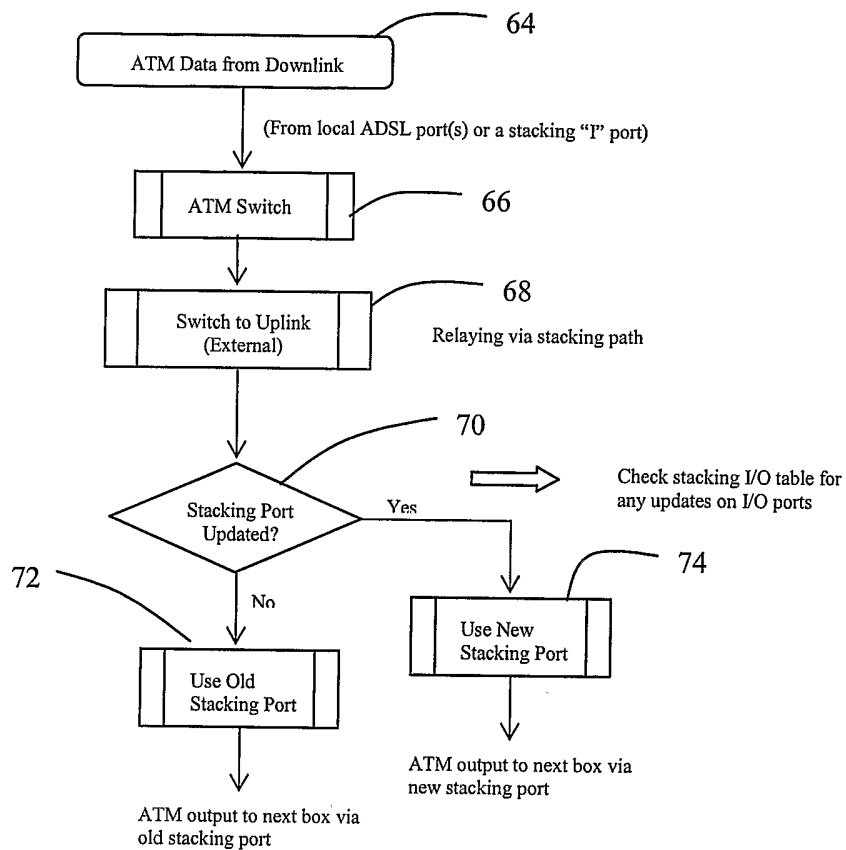 64
ATM Data from Downlink
(From local ADSL port(s) or a stacking “I” port)
ATM Switch
66
68
Switch to Uplink
(External)
Relaying via stacking path
70
Stacking Port
Updated?
Yes
Check stacking I/O table for
any updates on I/O ports
72
No
74
Use New
Stacking Port
Use Old
Stacking Port
ATM output to next box via
new stacking port
ATM output to next box via
old stacking port